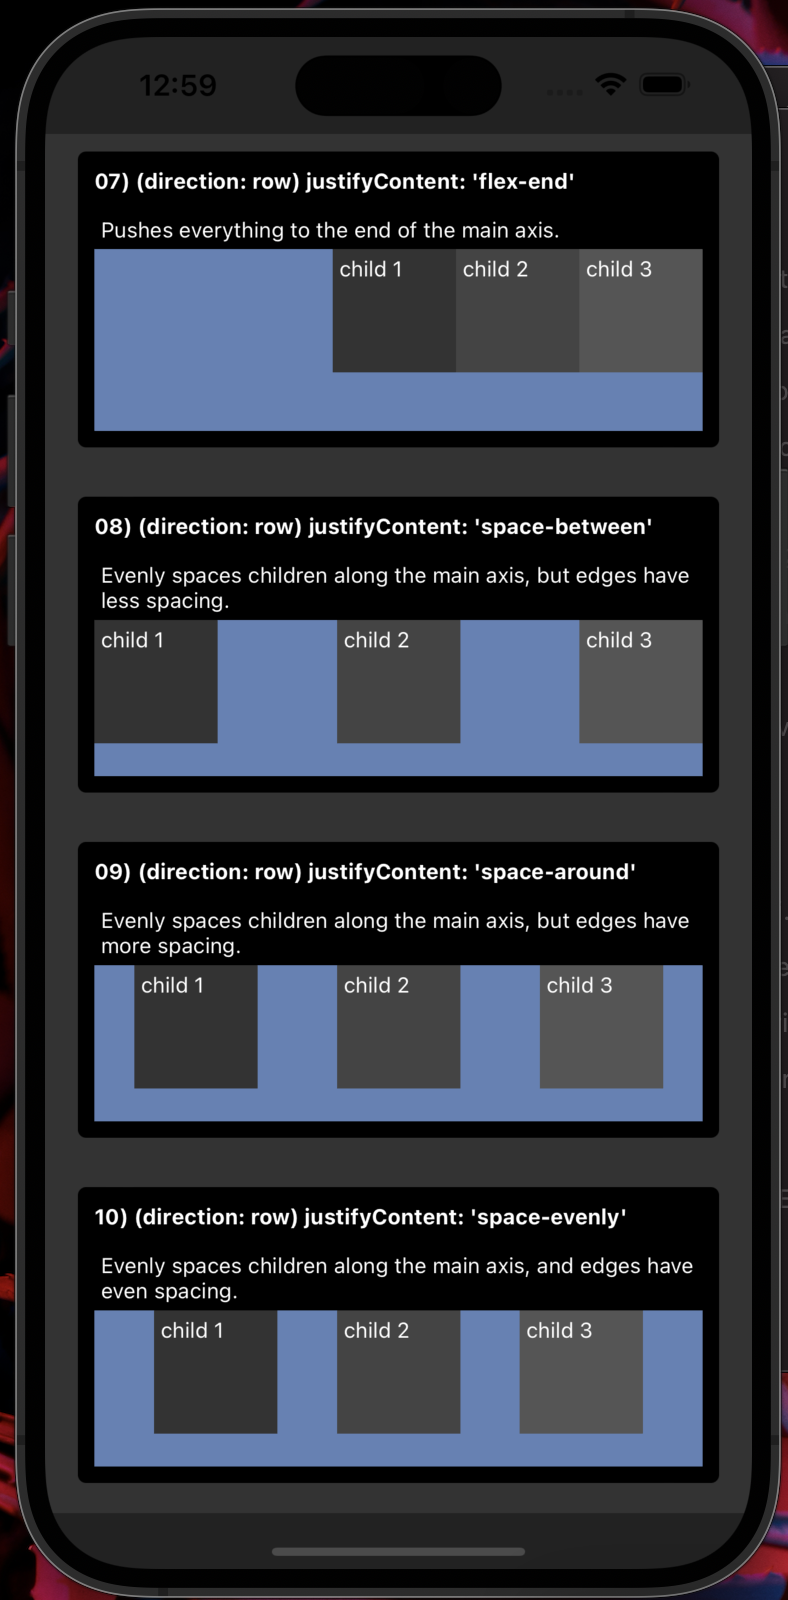 12:59
07) (direction: row) justifyContent: 'flex-end'
Pushes everything to the end of the main axis.
child 1 child 2 child 3
08) (direction: row) justifyContent: 'space-between'
Evenly spaces children along the main axis, but edges have
less spacing.
child 1 child 2 child 3
09) (direction: row) justifyContent: 'space-around'
Evenly spaces children along the main axis, but edges have
more spacing.
child 1 child 2 child 3
10) (direction: row) justifyContent: 'space-evenly'
Evenly spaces children along the main axis, and edges have
even spacing.
child 1 child 2 child 3